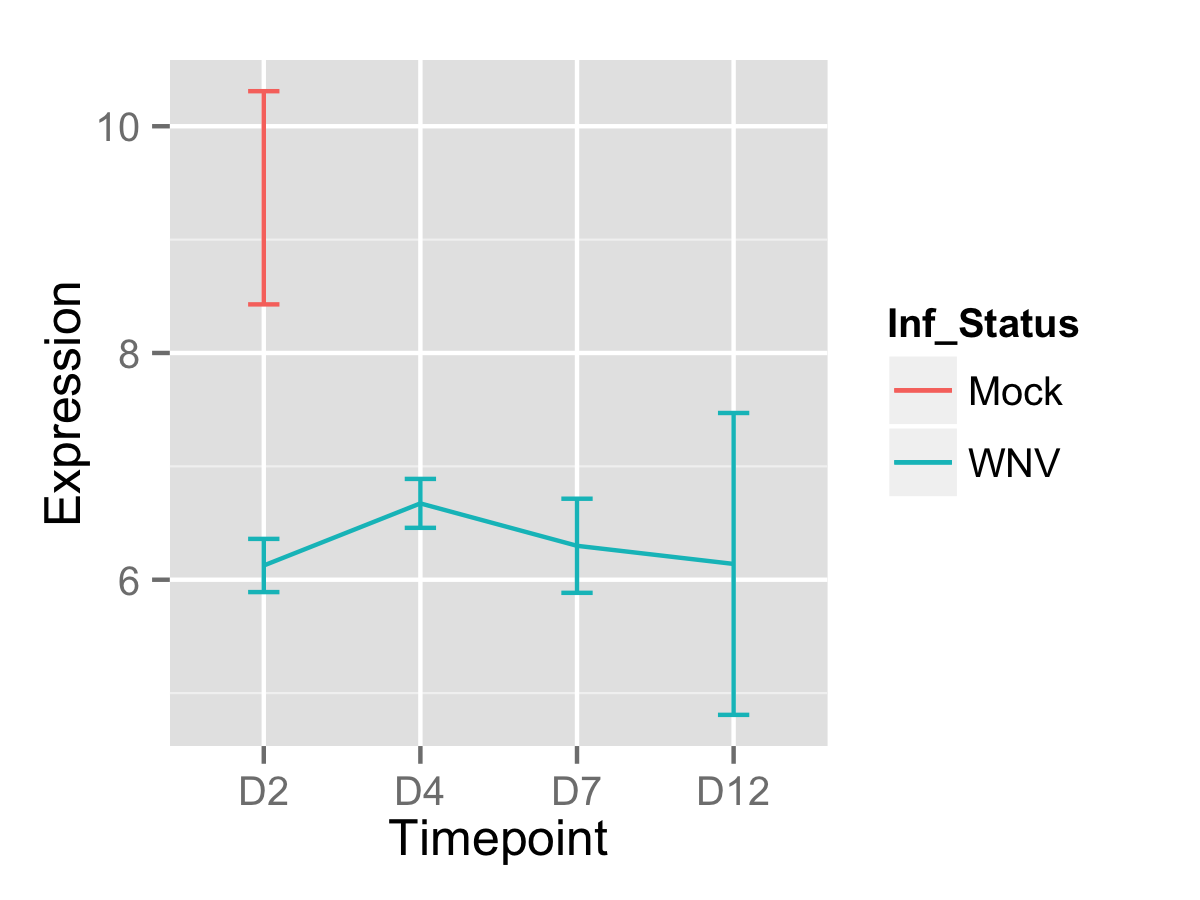 Expression
10
8
6
D2 D4 D7 D12
Timepoint
Inf_Status
Mock
WNV